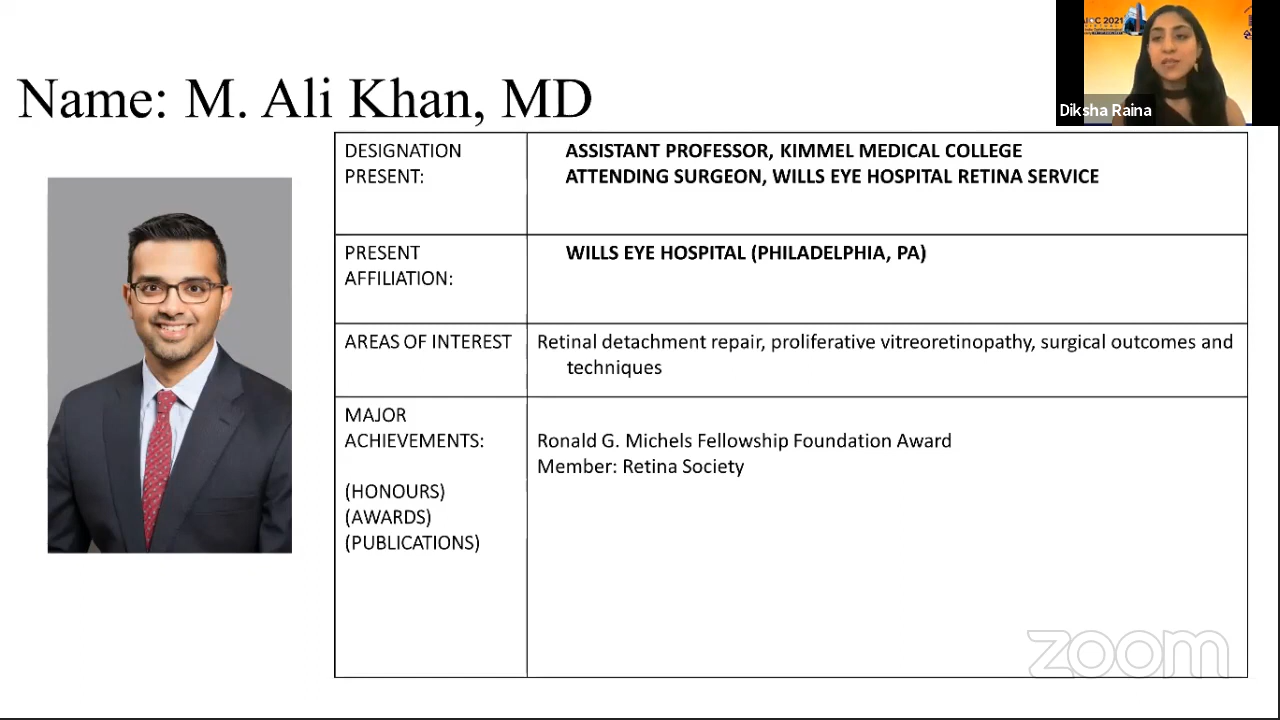 AIOC 2021
Diksha Raina
Name: M. Ali Khan, MD
DESIGNATION
PRESENT:
ASSISTANT PROFESSOR, KIMMEL MEDICAL COLLEGE
ATTENDING SURGEON, WILLS EYE HOSPITAL RETINA SERVICE
PRESENT
AFFILIATION:
WILLS EYE HOSPITAL (PHILADELPHIA, PA)
AREAS OF INTEREST
Retinal detachment repair, proliferative vitreoretinopathy, surgical outcomes and
techniques
MAJOR
ACHIEVEMENTS:
(HONOURS)
(AWARDS)
(PUBLICATIONS)
Ronald G. Michels Fellowship Foundation Award
Member: Retina Society
zoom